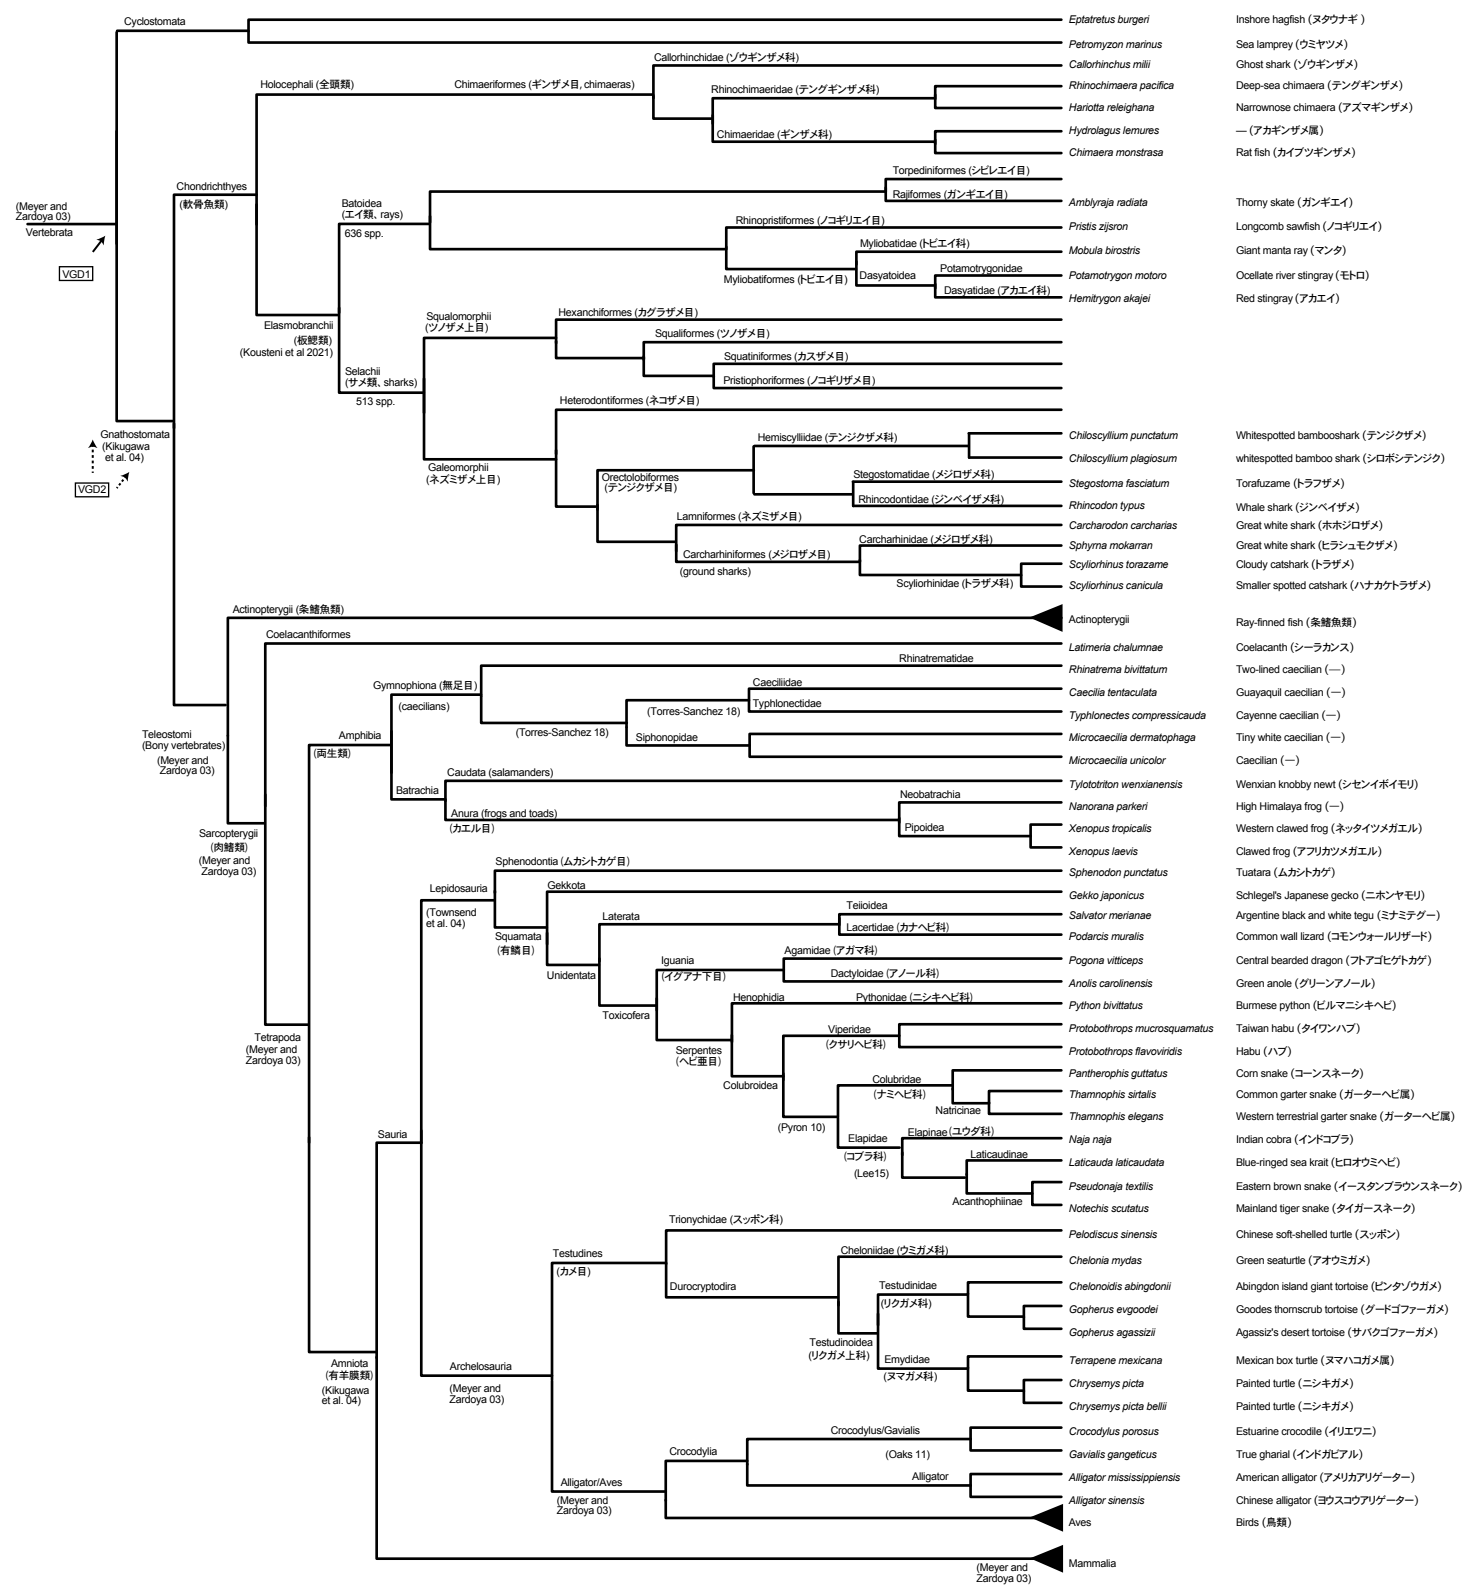 Cyclostomata
Eptatretus burgeri Inshore hagfish (ヌタウナギ )
Petromyzon marinus Sea lamprey (ウミヤツメ)
Callorhinchidae (ゾウギンザメ科)
Callorhinchus milii Ghost shark (ゾウギンザメ)
Holocephali (全頭類) Chimaeriformes (ギンザメ目, chimaeras)
Rhinochimaeridae (テングギンザメ科)
Rhinochimaera pacifica Deep-sea chimaera (テングギンザメ)
Hariotta releighana Narrownose chimaera (アズマギンザメ)
Chimaeridae (ギンザメ科)
Hydrolagus lemures — (アカギンザメ属)
Chimaera monstrasa Rat fish (カイブツギンザメ)
Torpediniformes (シビレエイ目)
Chondrichthyes
(軟骨魚類)
Rajiformes (ガンギエイ目)
Amblyraja radiata Thorny skate (ガンギエイ)
Batoidea
(エイ類、rays)
636 spp.
(Meyer and
Zardoya 03)
Vertebrata
VGD1
Rhinopristiformes (ノコギリエイ目)
Pristis zijsron Longcomb sawfish (ノコギリエイ)
Myliobatidae (トビエイ科)
Mobula birostris Giant manta ray (マンタ)
Myliobatiformes (トビエイ目)
Dasyatoidea
Potamotrygonidae
Potamotrygon motoro Ocellate river stingray (モトロ)
Dasyatidae (アカエイ科)
Hemitrygon akajei Red stingray (アカエイ)
Elasmobranchii
(板鰓類)
(Kousteni et al 2021)
Squalomorphii
(ツノザメ上目)
Hexanchiformes (カグラザメ目)
Squaliformes (ツノザメ目)
Squatiniformes (カスザメ目)
Pristiophoriformes (ノコギリザメ目)
Selachii
(サメ類、sharks)
513 spp.
Heterodontiformes (ネコザメ目)
Gnathostomata
(Kikugawa
et al. 04)
VGD2
Galeomorphii
(ネズミザメ上目)
Hemiscylliidae (テンジクザメ科)
Chiloscyllium punctatum Whitespotted bambooshark (テンジクザメ)
Chiloscyllium plagiosum whitespotted bamboo shark (シロボシテンジク)
Orectolobiformes
(テンジクザメ目)
Stegostomatidae (メジロザメ科)
Stegostoma fasciatum Torafuzame (トラフザメ)
Rhincodontidae (ジンベイザメ科)
Rhincodon typus Whale shark (ジンベイザメ)
Lamniformes (ネズミザメ目)
Carcharodon carcharias Great white shark (ホホジロザメ)
Carcharhiniformes (メジロザメ目)
(ground sharks)
Carcharhinidae (メジロザメ科)
Sphyrna mokarran Great white shark (ヒラシュモクザメ)
Scyliorhinidae (トラザメ科)
Scyliorhinus torazame Cloudy catshark (トラザメ)
Scyliorhinus canicula Smaller spotted catshark (ハナカケトラザメ)
Actinopterygii (条鰭魚類)
Actinopterygii Ray-finned fish (条鰭魚類)
Coelacanthiformes
Latimeria chalumnae Coelacanth (シーラカンス)
Rhinatrematidae
Rhinatrema bivittatum Two-lined caecilian (—)
Gymnophiona (無足目)
(caecilians)
Caeciliidae
Caecilia tentaculata Guayaquil caecilian (—)
(Torres-Sanchez 18)
Typhlonectidae
Typhlonectes compressicauda Cayenne caecilian (—)
(Torres-Sanchez 18)
Siphonopidae
Microcaecilia dermatophaga Tiny white caecilian (—)
Microcaecilia unicolor Caecilian (—)
Teleostomi
(Bony vertebrates)
(Meyer and
Zardoya 03)
Amphibia
(両生類)
Caudata (salamanders)
Tylototriton wenxianensis Wenxian knobby newt (シセンイボイモリ)
Batrachia
Neobatrachia
Nanorana parkeri High Himalaya frog (—)
Anura (frogs and toads)
(カエル目)
Pipoidea
Xenopus tropicalis Western clawed frog (ネッタイツメガエル)
Xenopus laevis Clawed frog (アフリカツメガエル)
Sarcopterygii
(肉鰭類)
(Meyer and
Zardoya 03)
Sphenodontia (ムカシトカゲ目)
Sphenodon punctatus Tuatara (ムカシトカゲ)
Lepidosauria
(Townsend
et al. 04)
Gekkota
Gekko japonicus Schlegel's Japanese gecko (ニホンヤモリ)
Squamata
(有鱗目)
Laterata
Teiioidea
Salvator merianae Argentine black and white tegu (ミナミテグー)
Lacertidae (カナヘビ科)
Podarcis muralis Common wall lizard (コモンウォールリザード)
Unidentata
Iguania
(イグアナ下目)
Agamidae (アガマ科)
Pogona vitticeps Central bearded dragon (フトアゴヒゲトカゲ)
Dactyloidae (アノール科)
Anolis carolinensis Green anole (グリーンアノール)
Toxicofera
Henophidia Pythonidae (ニシキヘビ科)
Python bivittatus Burmese python (ビルマニシキヘビ)
Tetrapoda
(Meyer and
Zardoya 03)
Serpentes
(ヘビ亜目)
Viperidae
(クサリヘビ科)
Protobothrops mucrosquamatus Taiwan habu (タイワンハブ)
Protobothrops flavoviridis Habu (ハブ)
Colubroidea
Colubridae
(ナミヘビ科)
Pantherophis guttatus Corn snake (コーンスネーク)
Natricinae
Thamnophis sirtalis Common garter snake (ガーターヘビ属)
Thamnophis elegans Western terrestrial garter snake (ガーターヘビ属)
(Pyron 10)
Sauria
Elapidae
(コブラ科)
(Lee15)
Elapinae (ユウダ科)
Naja naja Indian cobra (インドコブラ)
Laticaudinae
Laticauda laticaudata Blue-ringed sea krait (ヒロオウミヘビ)
Acanthophiinae
Pseudonaja textilis Eastern brown snake (イースタンブラウンスネーク)
Notechis scutatus Mainland tiger snake (タイガースネーク)
Trionychidae (スッポン科)
Pelodiscus sinensis Chinese soft-shelled turtle (スッポン)
Testudines
(カメ目)
Cheloniidae (ウミガメ科)
Chelonia mydas Green seaturtle (アオウミガメ)
Durocryptodira
Testudinidae
(リクガメ科)
Chelonoidis abingdonii Abingdon island giant tortoise (ピンタゾウガメ)
Gopherus evgoodei Goodes thornscrub tortoise (グードゴファーガメ)
Gopherus agassizii Agassiz's desert tortoise (サバクゴファーガメ)
Testudinoidea
(リクガメ上科)
Emydidae
(ヌマガメ科)
Terrapene mexicana Mexican box turtle (ヌマハコガメ属)
Chrysemys picta Painted turtle (ニシキガメ)
Chrysemys picta bellii Painted turtle (ニシキガメ)
Amniota
(有羊膜類)
(Kikugawa
et al. 04)
Archelosauria
(Meyer and
Zardoya 03)
Crocodylus/Gavialis
(Oaks 11)
Crocodylus porosus Estuarine crocodile (イリエワニ)
Gavialis gangeticus True gharial (インドガビアル)
Crocodylia
Alligator
Alligator mississippiensis American alligator (アメリカアリゲーター)
Alligator sinensis Chinese alligator (ヨウスコウアリゲーター)
Alligator/Aves
(Meyer and
Zardoya 03)
Aves Birds (鳥類)
Mammalia
(Meyer and
Zardoya 03)